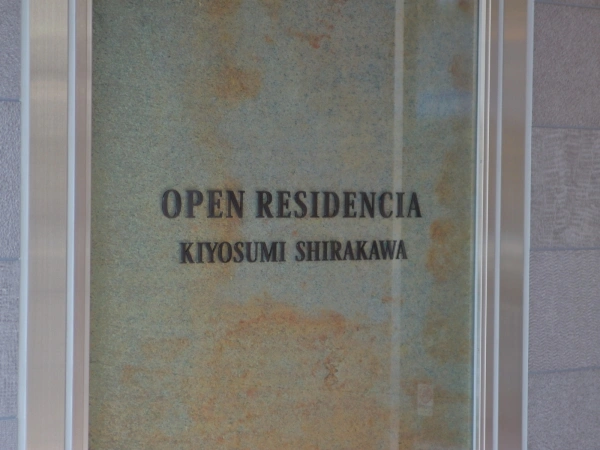 OPEN RESIDENCIA
KIYOSUMI SHIRAKAWA